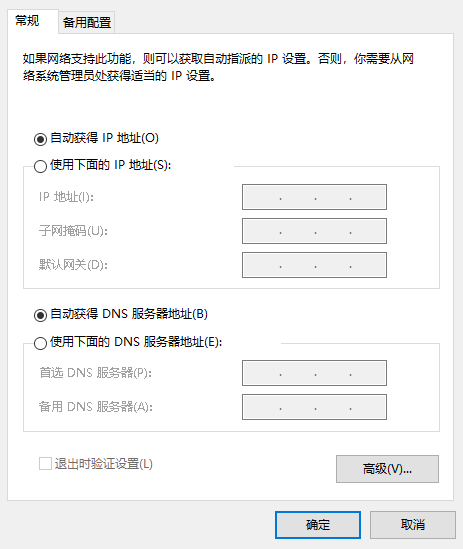 常规
备用配置
如果网络支持此功能，则可以获取自动指派的 IP 设置。否则，你需要从网
络系统管理员处获得适当的 IP 设置。
自动获得 IP 地址(O)
使用下面的 IP 地址(S):
IP 地址(I):
子网掩码(U):
默认网关(D):
自动获得 DNS 服务器地址(B)
使用下面的 DNS 服务器地址(E):
首选 DNS 服务器(P):
备用 DNS 服务器(A):
退出时验证设置(L)
高级(V)...
确定
取消